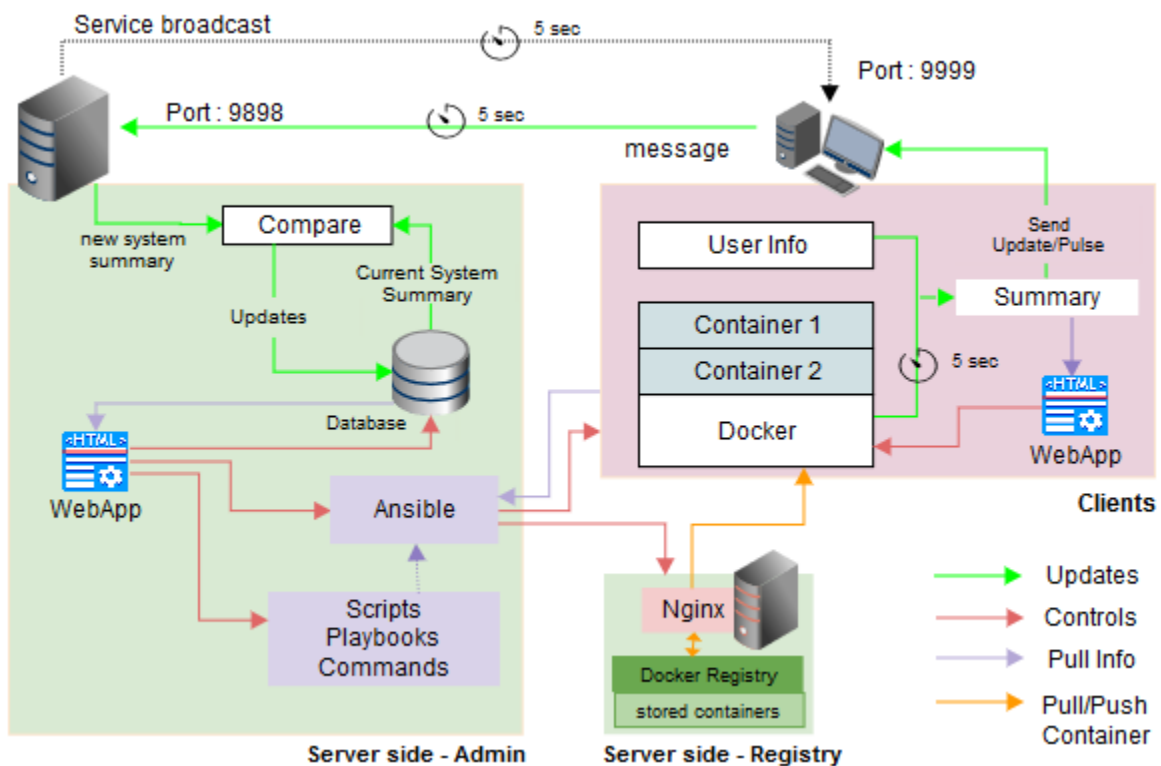 Service broadcast
5 sec
Port : 9999
Port : 9898
5 sec
message
Compare
new system
summary
Current System
Summary
Updates
Database
<HTML>
WebApp
Ansible
Scripts
Playbooks
Commands
Server side - Admin
User Info
Send
Update/Pulse
Summary
Container 1
Container 2
5 sec
Docker
<HTML>
WebApp
Clients
Nginx
Docker Registry
stored containers
Server side - Registry
Updates
Controls
Pull Info
Pull/Push
Container